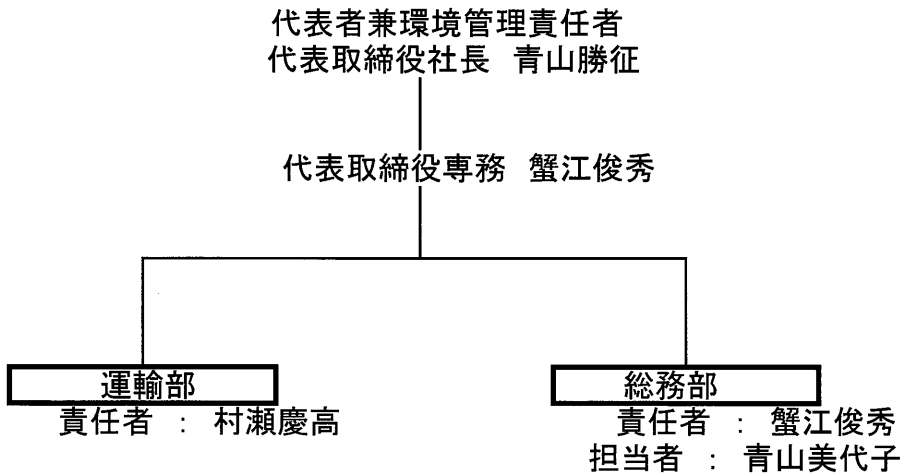 代表者兼環境管理責任者
代表取締役社長　青山勝征
代表取締役専務　蟹江俊秀
運輸部
責任者　：　村瀬慶高
総務部
責任者　：　蟹江俊秀
担当者　：　青山美代子